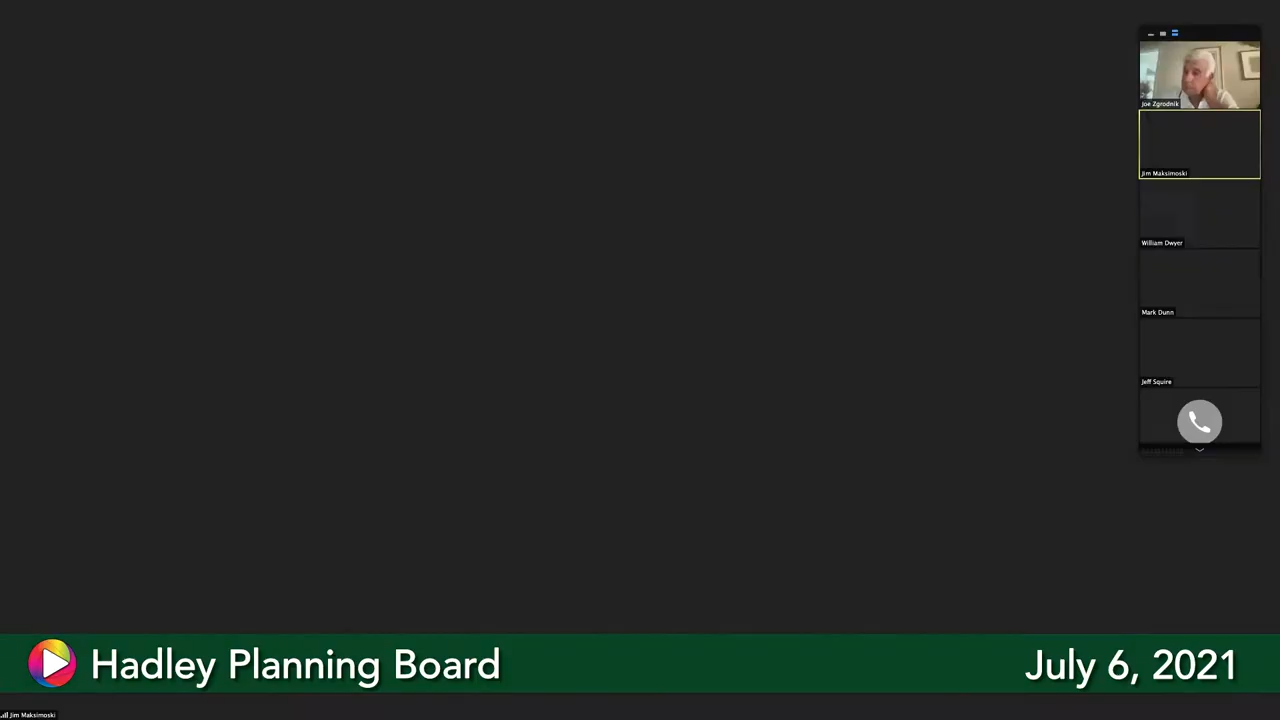 Joe Zgrodnik
Jim Maksimoski
William Dwyer
Mark Dunn
Jeff Squire
Hadley Planning Board
July 6, 2021
Jim Maksimoski